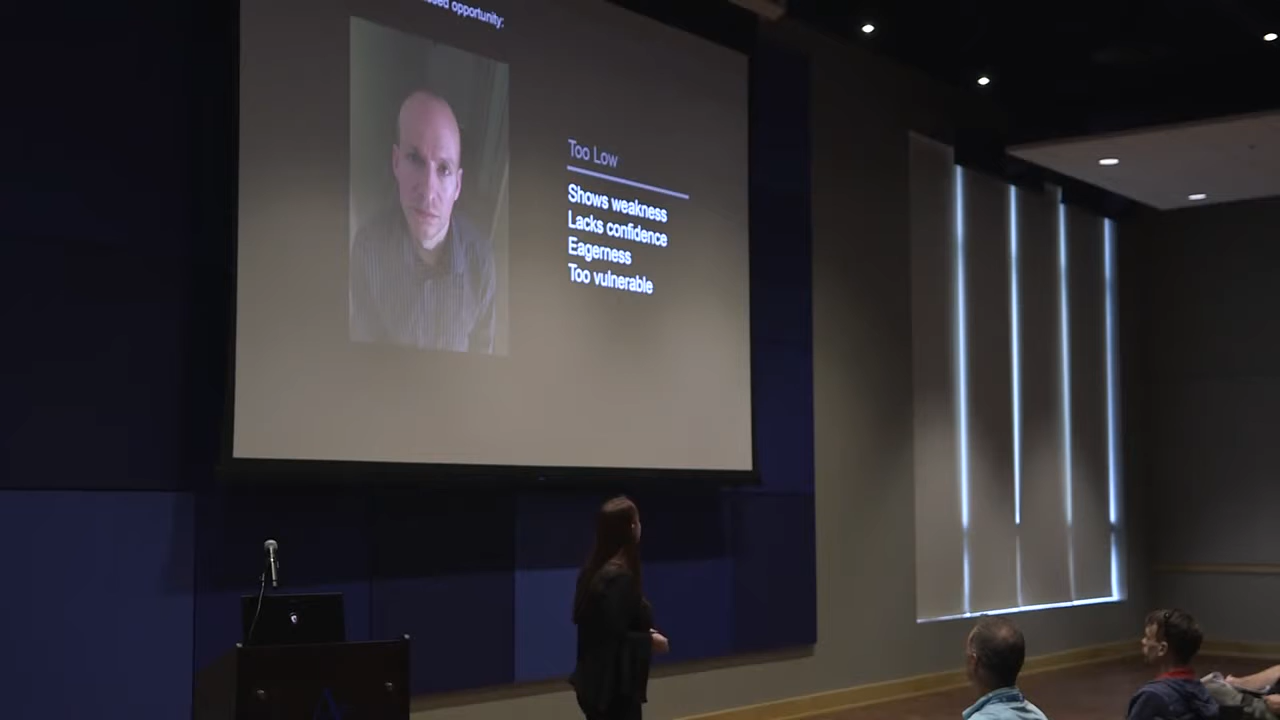 opportunity:
Too Low
Shows weakness
Lacks confidence
Eagerness
Too vulnerable